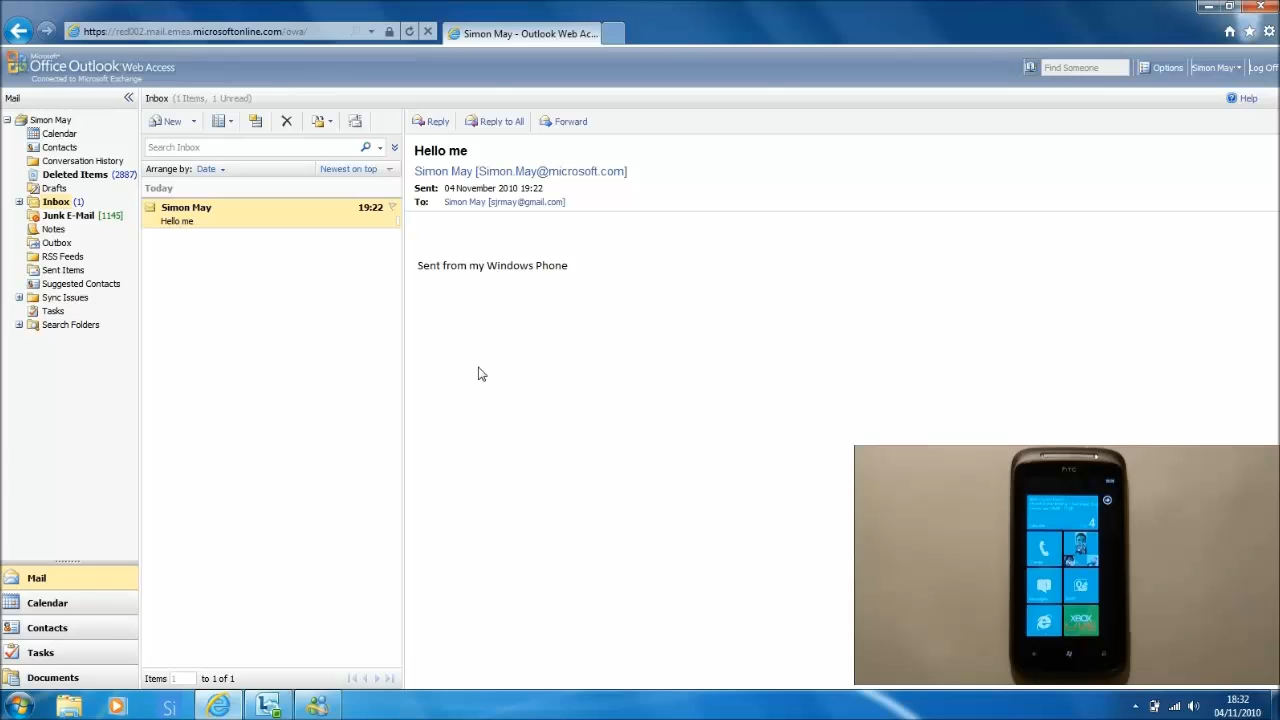 https://red002.mail.emea.microsoftonline.com/owa/
Simon May - Outlook Web Ac...
Microsoft
Office Outlook Web Access
Connected to Microsoft Exchange
Find Someone
Options
Simon May
Log Off
Mail
Inbox (1 Items, 1 Unread)
Help
Simon May
Calendar
Contacts
Conversation History
Deleted Items (2887)
Drafts
Inbox (1)
Junk E-Mail [1145]
Notes
Outbox
RSS Feeds
Sent Items
Suggested Contacts
Sync Issues
Tasks
Search Folders
Mail
Calendar
Contacts
Tasks
Documents
New
Search Inbox
Arrange by: Date
Newest on top
Today
Simon May 19:22
Hello me
Items 1 to 1 of 1
Reply
Reply to All
Forward
Hello me
Simon May [Simon.May@microsoft.com]
Sent: 04 November 2010 19:22
To: Simon May [sjrmay@gmail.com]
Sent from my Windows Phone
hTC
4
XBOX
Si
18:32
04/11/2010